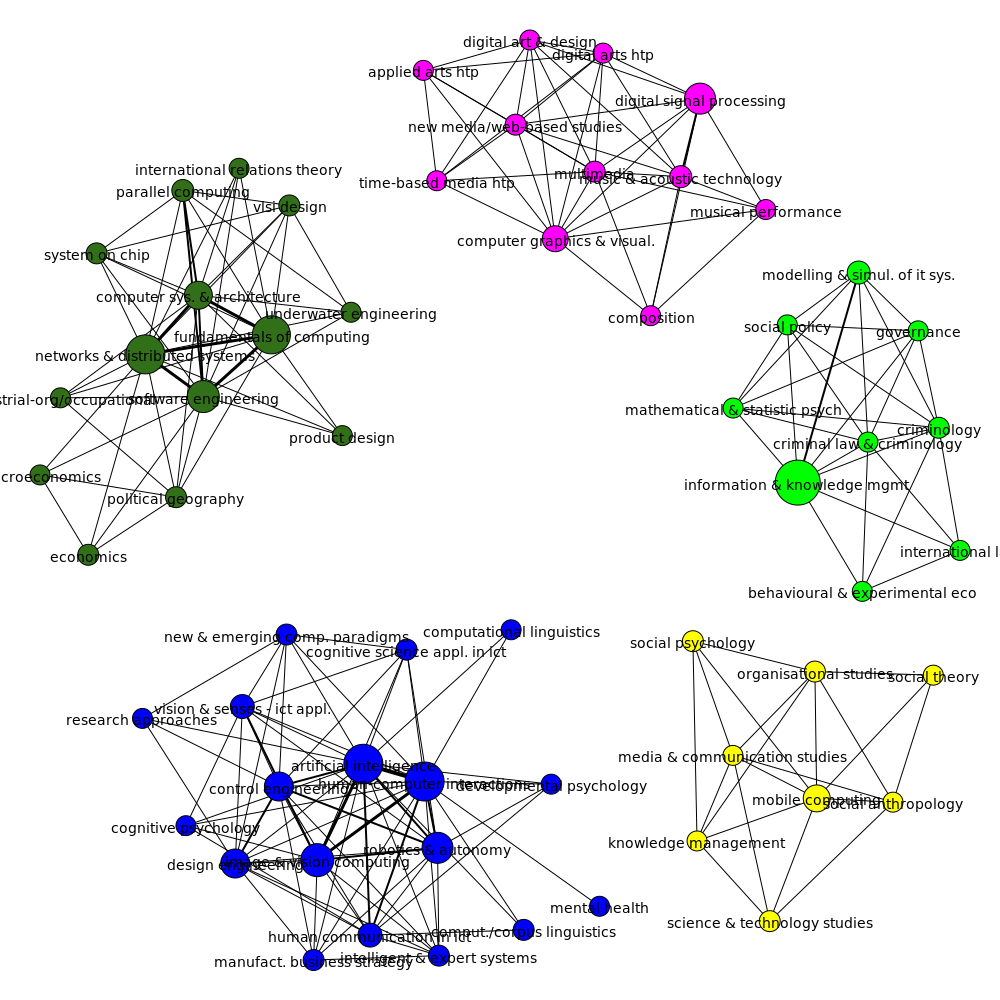 digital art & design
digital arts htp
applied arts htp
digital signal processing
new media/web based studies
multimedia
music & acoustic technology
time-based media htp
musical performance
computer graphics & visual.
composition
international relations theory
parallel computing
vlsi design
system on chip
computer sys. & architecture
underwater engineering
fundamentals of computing
networks & distributed systems
strial-org/occupational
software engineering
product design
croeconomics
political geography
economics
modelling & simul. of it sys.
social policy
governance
mathematical & statistic psych
criminology
criminal law & criminology
information & knowledge mgmt
international l
behavioural & experimental eco
new & emerging comp. paradigms
computational linguistics
cognitive science appl. in ict
vision & sensos - ict appl.
research approaches
artificial intelligence
human computer interactions
developmental psychology
control engineering
cognitive psychology
robotics & autonomy
design engineering
image & vision computing
mental health
human communication in ict
comput./corpus linguistics
manufact. business strategy
intelligent & expert systems
social psychology
organisational studies
social theory
media & communication studies
mobile computing
social anthropology
knowledge management
science & technology studies